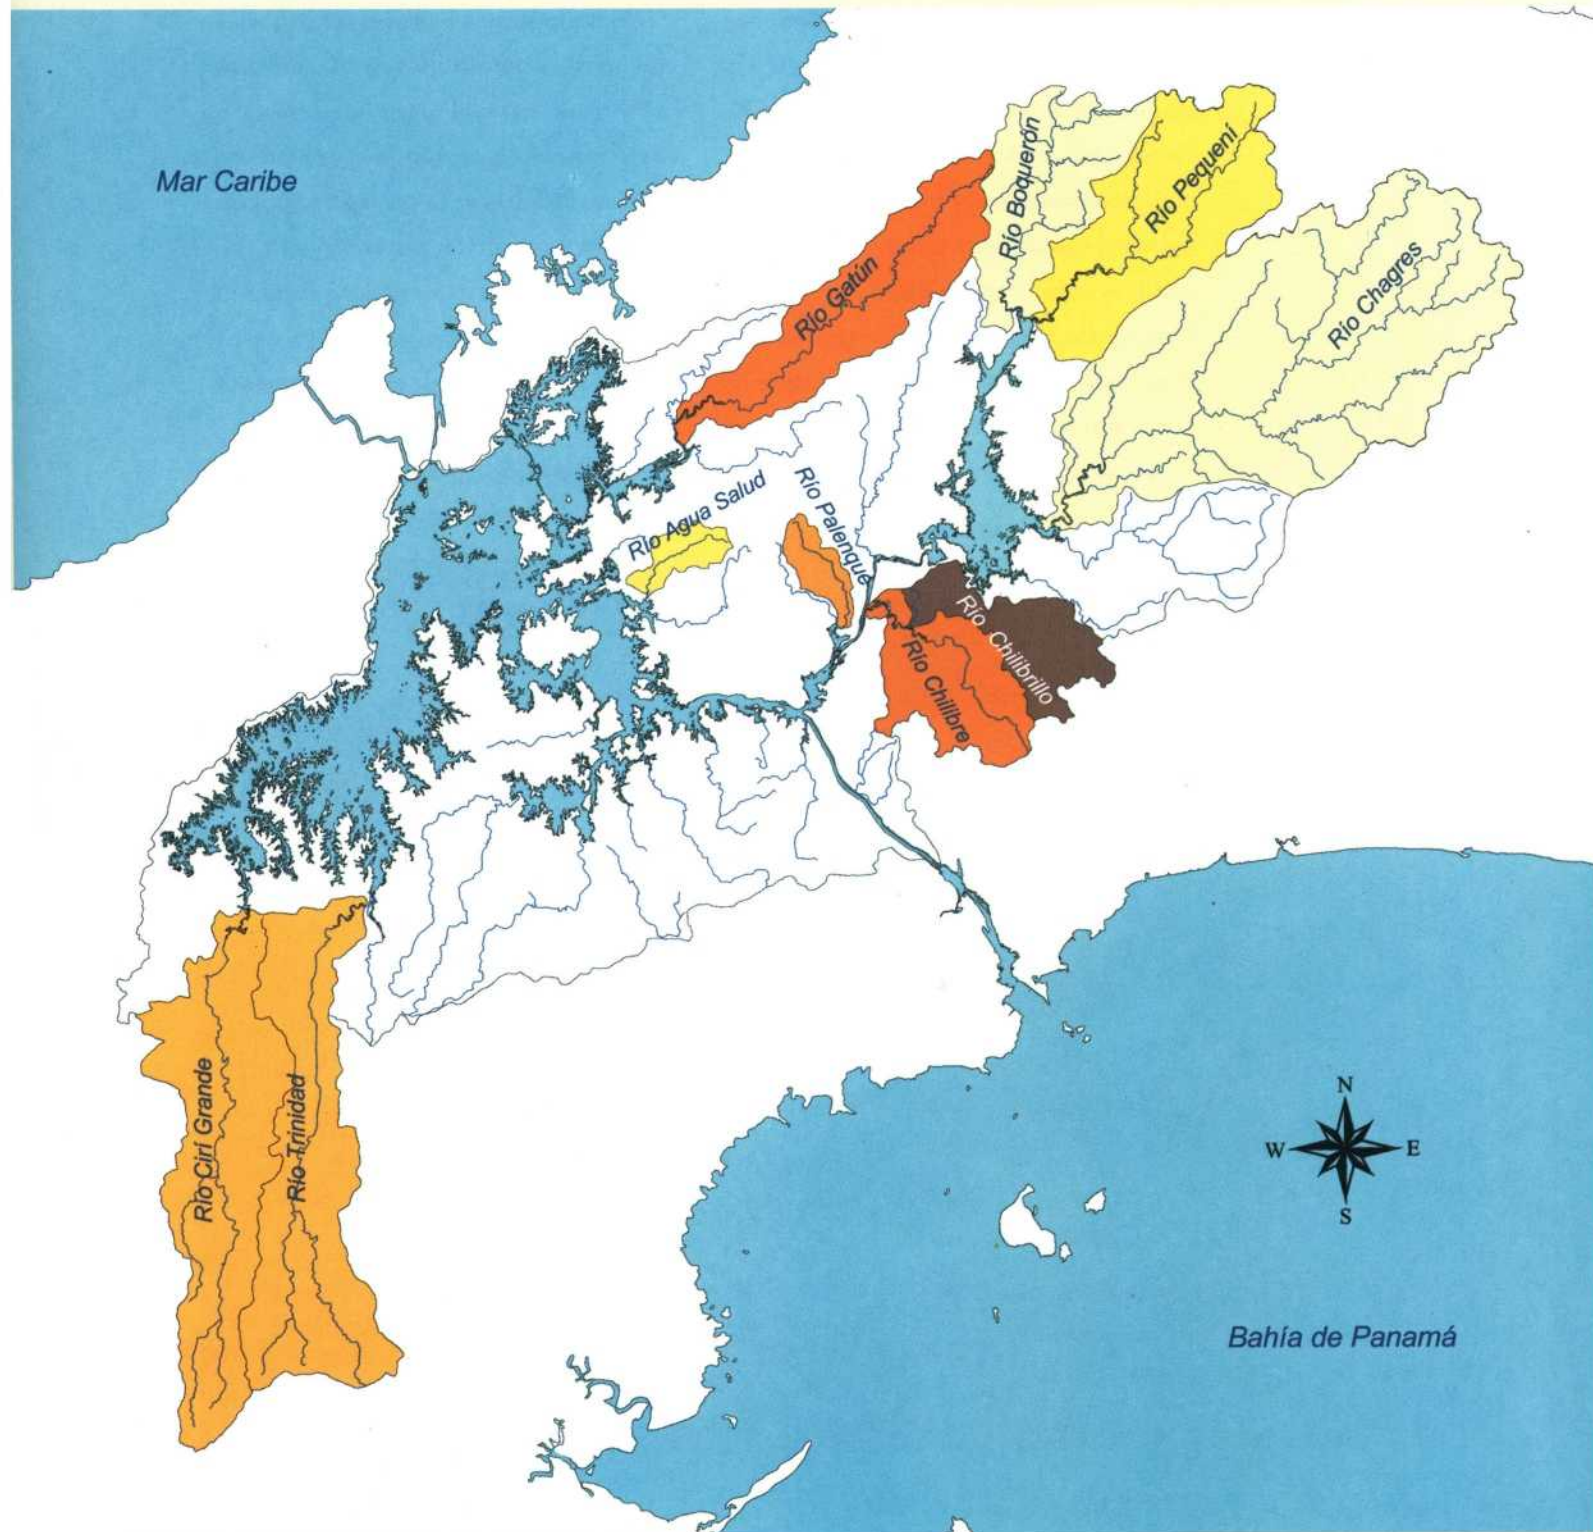 Mar Caribe
Río Boquerón
Río Pequení
Río Gatún
Río Chagres
Río Agua Salud
Río Palenque
Río Chilibrillo
Río Chilibre
Río Cirí Grande
Río Trinidad
N
W
E
S
Bahía de Panamá